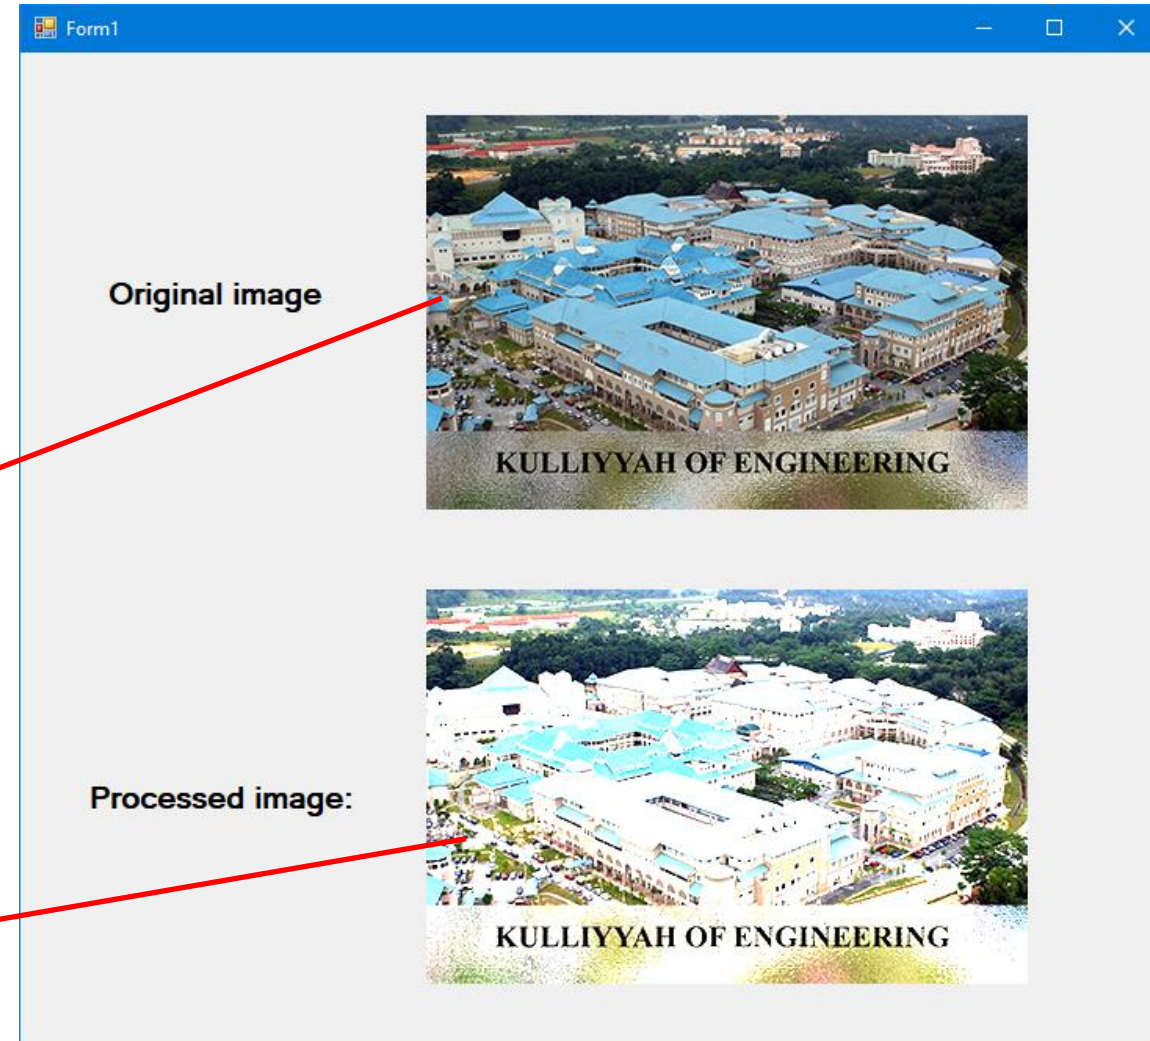 Form1
Original image
KULLIYYAH OF ENGINEERING
Processed image:
KULLIYYAH OF ENGINEERING